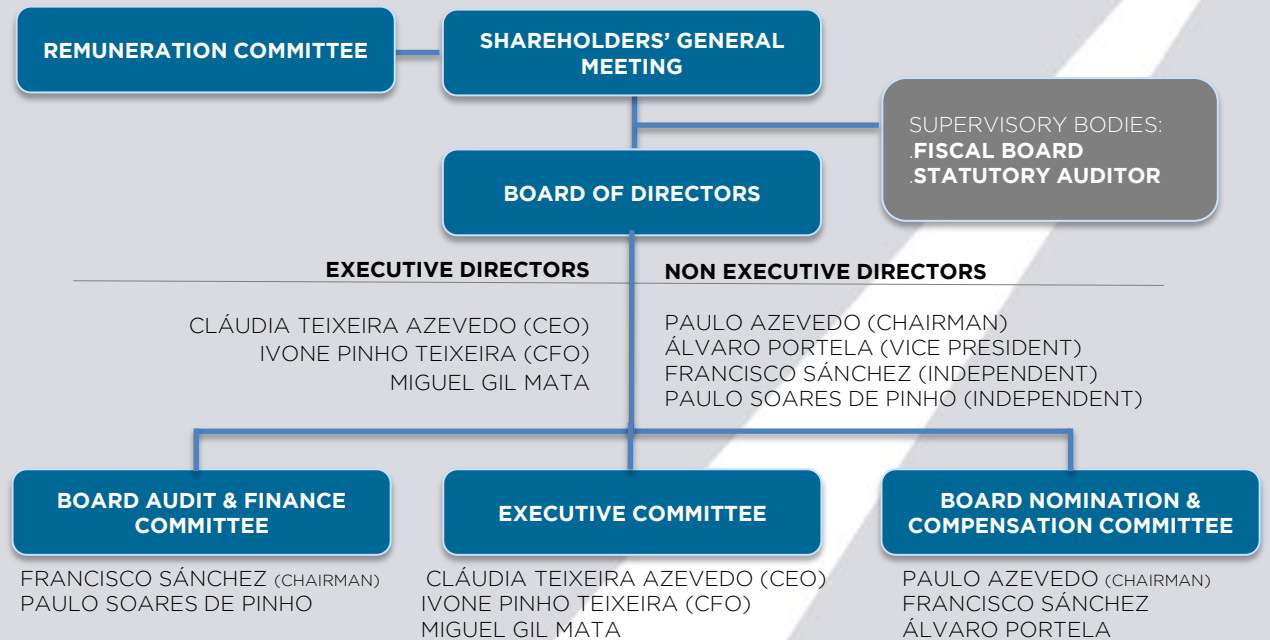 REMUNERATION COMMITTEE
SHAREHOLDERS’ GENERAL
MEETING
SUPERVISORY BODIES:
.FISCAL BOARD
.STATUTORY AUDITOR
BOARD OF DIRECTORS
EXECUTIVE DIRECTORS
CLÁUDIA TEIXEIRA AZEVEDO (CEO)
IVONE PINHO TEIXEIRA (CFO)
MIGUEL GIL MATA
NON EXECUTIVE DIRECTORS
PAULO AZEVEDO (CHAIRMAN)
ÁLVARO PORTELA (VICE PRESIDENT)
FRANCISCO SÁNCHEZ (INDEPENDENT)
PAULO SOARES DE PINHO (INDEPENDENT)
BOARD AUDIT & FINANCE
COMMITTEE
FRANCISCO SÁNCHEZ (CHAIRMAN)
PAULO SOARES DE PINHO
EXECUTIVE COMMITTEE
CLÁUDIA TEIXEIRA AZEVEDO (CEO)
IVONE PINHO TEIXEIRA (CFO)
MIGUEL GIL MATA
BOARD NOMINATION &
COMPENSATION COMMITTEE
PAULO AZEVEDO (CHAIRMAN)
FRANCISCO SÁNCHEZ
ÁLVARO PORTELA